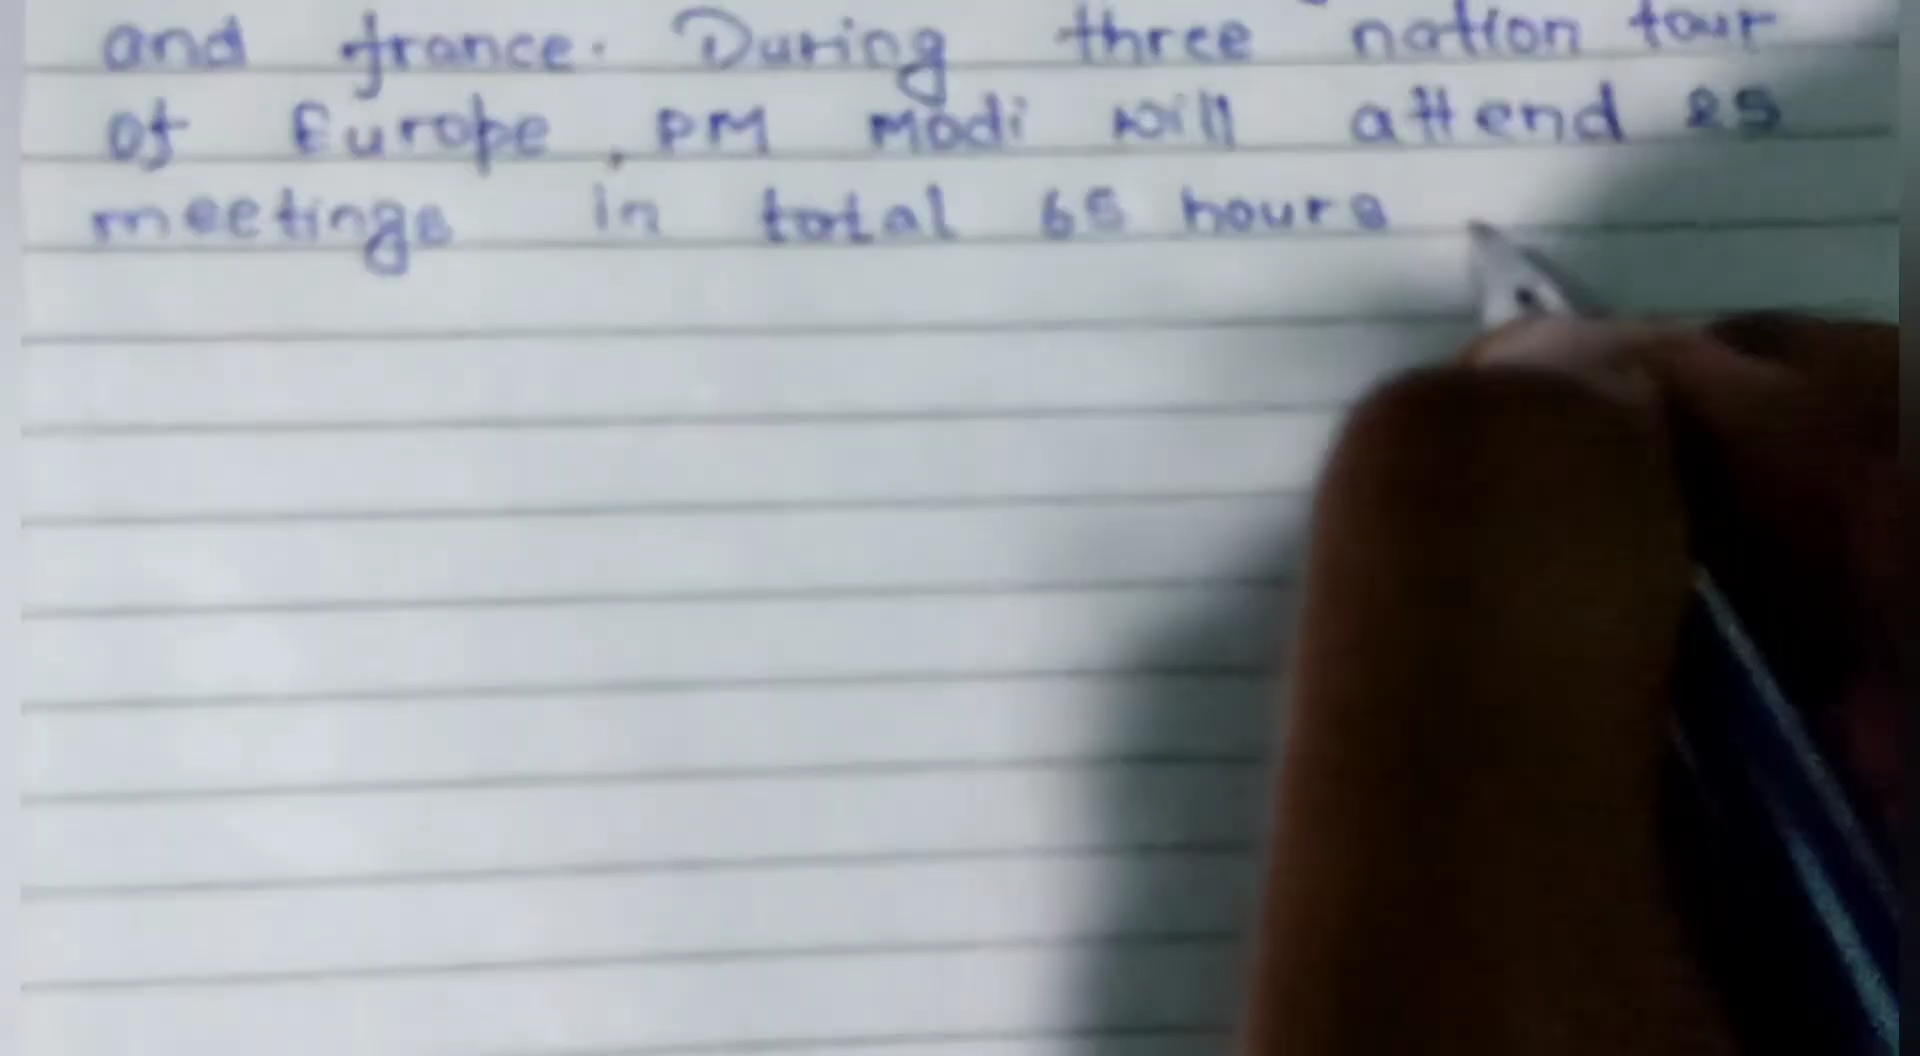 and france. During three nation tour
of Europe, PM Modi will attend 25
meetings in total 65 hours